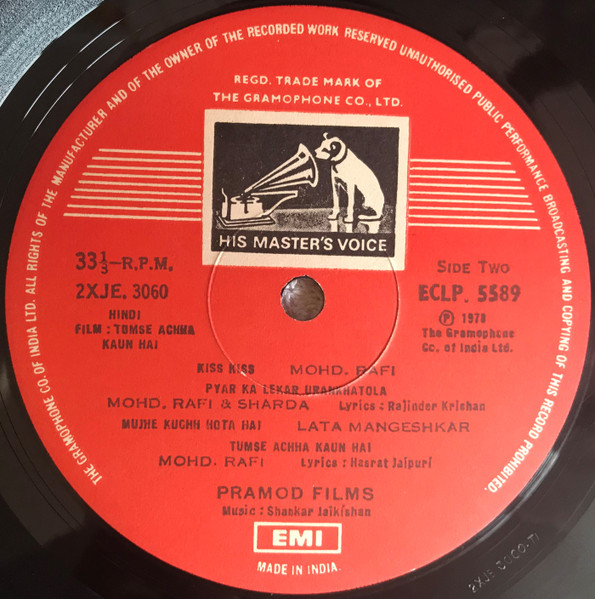 THE GRAMOPHONE CO OF INDIA LTD. ALL RIGHTS OF THE MANUFACTURER AND OF THE OWNER OF THE RECORDED WORK RESERVED UNAUTHORISED PUBLIC PERFORMANCE BROADCASTING AND COPYING OF THIS RECORD PROHIBITED.
REGD. TRADE MARK OF
THE GRAMOPHONE CO., LTD.
HIS MASTER'S VOICE
33⅓–R.P.M.
2XJE. 3060
HINDI
FILM : TUMSE ACHHA
KAUN HAI
SIDE TWO
ECLP. 5589
Ⓟ 1978
The Gramophone
Co. of India Ltd.
KISS KISS MOHD. RAFI
PYAR KA LEKAR URANKHATOLA
MOHD. RAFI & SHARDA Lyrics : Rajinder Krishan
MUJHE KUCHH HOTA HAI LATA MANGESHKAR
TUMSE ACHHA KAUN HAI
MOHD. RAFI Lyrics : Hasrat Jaipuri
PRAMOD FILMS
Music : Shankar Jaikishan
EMI
MADE IN INDIA.